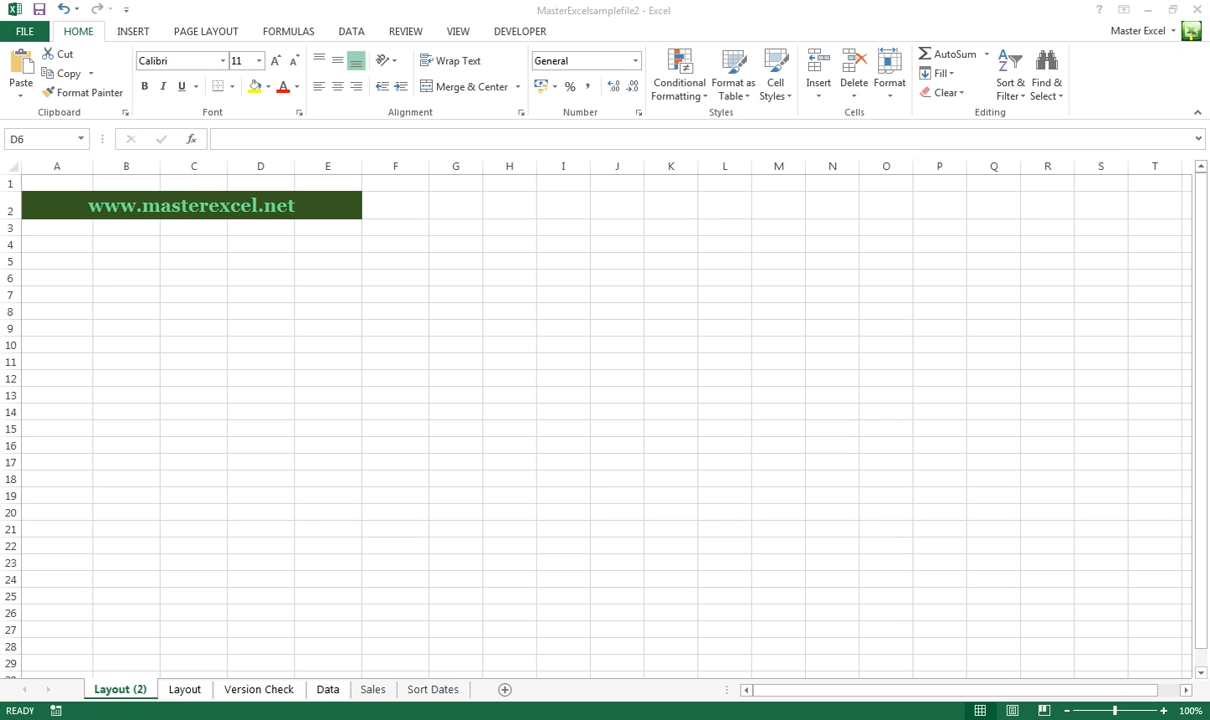 MasterExcelsamplefile2 - Excel
?
FILE HOME INSERT PAGE LAYOUT FORMULAS DATA REVIEW VIEW DEVELOPER Master Excel
Paste
Cut
Copy
Format Painter
Clipboard
Calibri 11
B I U
Font
Wrap Text
Merge & Center
Alignment
General
%
Number
Conditional Formatting
Format as Table
Cell Styles
Styles
Insert Delete Format
Cells
AutoSum
Fill
Clear
Sort & Filter
Find & Select
Editing
D6 fx
A B C D E F G H I J K L M N O P Q R S T
1
2 www.masterexcel.net
3
4
5
6
7
8
9
10
11
12
13
14
15
16
17
18
19
20
21
22
23
24
25
26
27
28
29
Layout (2) Layout Version Check Data Sales Sort Dates
READY 100%